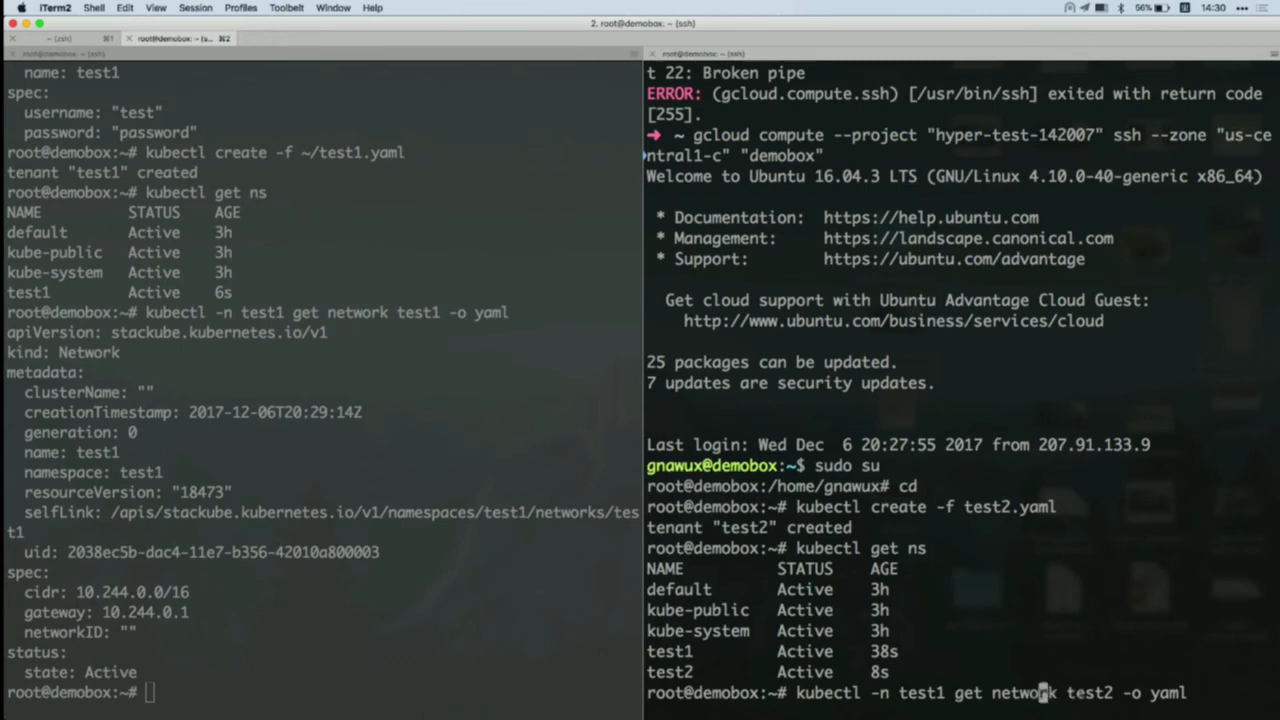 iTerm2 Shell Edit View Session Profiles Toolbelt Window Help 56% 14:30
2. root@demobox: ~ (ssh)
~ (zsh) ⌘1 root@demobox: ~ (s... ⌘2
root@demobox: ~ (ssh)
name: test1
spec:
username: "test"
password: "password"
root@demobox:~# kubectl create -f ~/test1.yaml
tenant "test1" created
root@demobox:~# kubectl get ns
NAME STATUS AGE
default Active 3h
kube-public Active 3h
kube-system Active 3h
test1 Active 6s
root@demobox:~# kubectl -n test1 get network test1 -o yaml
apiVersion: stackube.kubernetes.io/v1
kind: Network
metadata:
clusterName: ""
creationTimestamp: 2017-12-06T20:29:14Z
generation: 0
name: test1
namespace: test1
resourceVersion: "18473"
selfLink: /apis/stackube.kubernetes.io/v1/namespaces/test1/networks/tes
t1
uid: 2038ec5b-dac4-11e7-b356-42010a800003
spec:
cidr: 10.244.0.0/16
gateway: 10.244.0.1
networkID: ""
status:
state: Active
root@demobox:~#
root@demobox: ~ (ssh)
t 22: Broken pipe
ERROR: (gcloud.compute.ssh) [/usr/bin/ssh] exited with return code
[255].
➜ ~ gcloud compute --project "hyper-test-142007" ssh --zone "us-ce
ntral1-c" "demobox"
Welcome to Ubuntu 16.04.3 LTS (GNU/Linux 4.10.0-40-generic x86_64)
* Documentation: https://help.ubuntu.com
* Management: https://landscape.canonical.com
* Support: https://ubuntu.com/advantage
Get cloud support with Ubuntu Advantage Cloud Guest:
http://www.ubuntu.com/business/services/cloud
25 packages can be updated.
7 updates are security updates.
Last login: Wed Dec 6 20:27:55 2017 from 207.91.133.9
gnawux@demobox:~$ sudo su
root@demobox:/home/gnawux# cd
root@demobox:~# kubectl create -f test2.yaml
tenant "test2" created
root@demobox:~# kubectl get ns
NAME STATUS AGE
default Active 3h
kube-public Active 3h
kube-system Active 3h
test1 Active 38s
test2 Active 8s
root@demobox:~# kubectl -n test1 get network test2 -o yaml